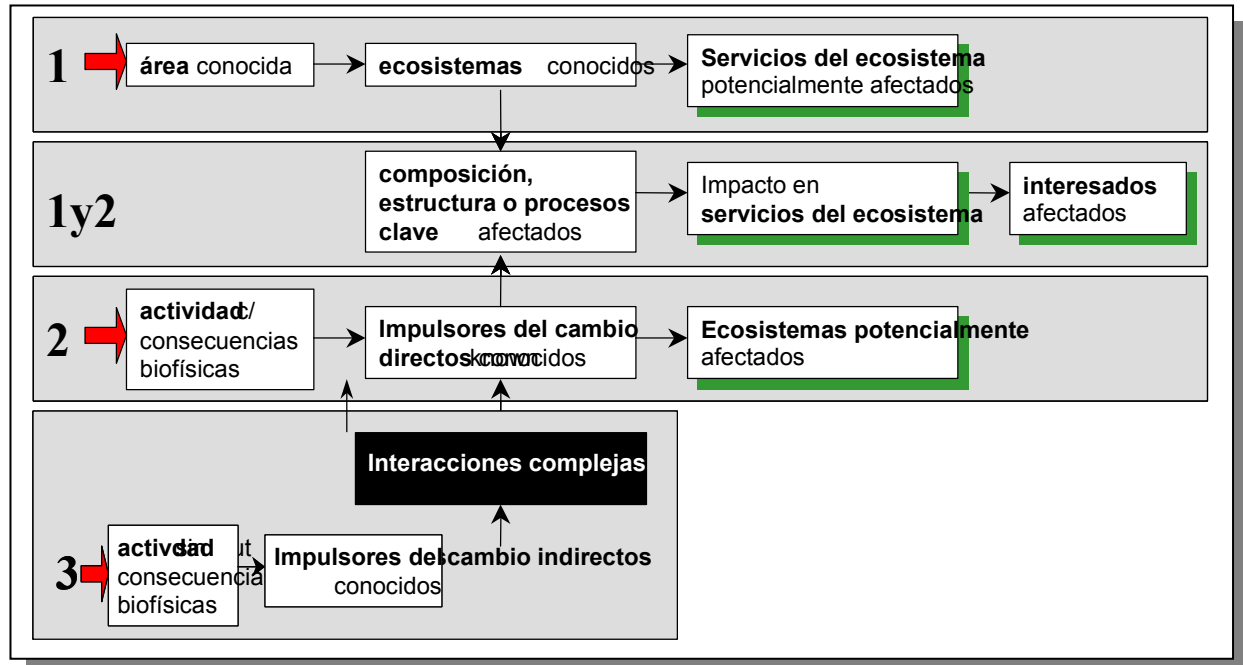 1
área conocida
ecosistemas conocidos
Servicios del ecosistema
potencialmente afectados
1y2
composición,
estructura o procesos
clave afectados
Impacto en
servicios del ecosistema
interesados
afectados
2
actividad c/
consecuencias
biofísicas
Impulsores del cambio
directos conocidos
Ecosistemas potencialmente
afectados
Interacciones complejas
3
actividad
consecuencia
biofísicas
Impulsores del cambio indirectos
conocidos